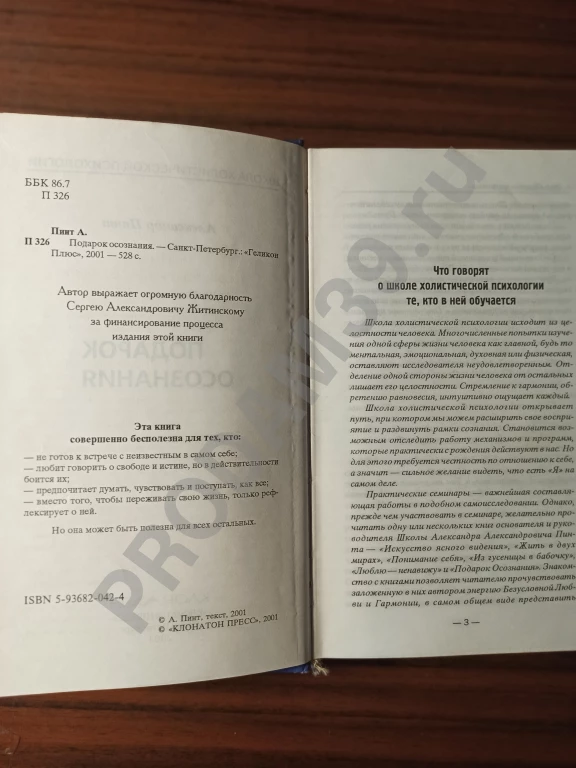 ББК 86.7
П 326
Пинт А.
П 326 Подарок осознания. — Санкт-Петербург.: «Геликон
Плюс», 2001 — 528 с.
Автор выражает огромную благодарность
Сергею Александровичу Житинскому
за финансирование процесса
издания этой книги
Эта книга
совершенно бесполезна для тех, кто:
— не готов к встрече с неизвестным в самом себе;
— любит говорить о свободе и истине, но в действительности
боится их;
— предпочитает думать, чувствовать и поступать, как все;
— вместо того, чтобы переживать свою жизнь, только реф-
лексирует о ней.
Но она может быть полезна для всех остальных.
ISBN 5-93682-042-4
© А. Пинт, текст, 2001
© «КЛОНАТОН ПРЕСС», 2001
Что говорят
о школе холистической психологии
те, кто в ней обучается
Школа холистической психологии исходит из це-
лостности человека. Многочисленные попытки изуче-
ния одной сферы жизни человека как главной, будь то
ментальная, эмоциональная, духовная или физическая,
оставляют исследователя неудовлетворенным. От-
деление одной стороны жизни человека от остальных
лишает его целостности. Стремление к гармонии, об-
ретению равновесия, интуитивно ощущает каждый.
Школа холистической психологии открывает
путь, при котором мы можем расширить свое воспри-
ятие и раздвинуть рамки сознания. Становится воз-
можным отследить работу механизмов и программ,
которые практически с рождения действуют в нас. Но
для этого требуется честность по отношению к себе,
а значит — сильное желание видеть, что есть «Я» на
самом деле.
Практические семинары — важнейшая составляю-
щая работы в подобном самоисследовании. Однако,
прежде чем участвовать в семинаре, желательно про-
читать одну или нескольких книг основателя и руко-
водителя Школы Александра Александровича Пин-
та — «Искусство ясного видения», «Жить в двух
мирах», «Понимание себя», «Из гусеницы в бабочку»,
«Люблю — ненавижу» и «Подарок Осознания». Знаком-
ство с книгами позволяет читателю прочувствовать
заложенную в них автором энергию Безусловной Люб-
ви и Гармонии, в самом общем виде представить
— 3 —